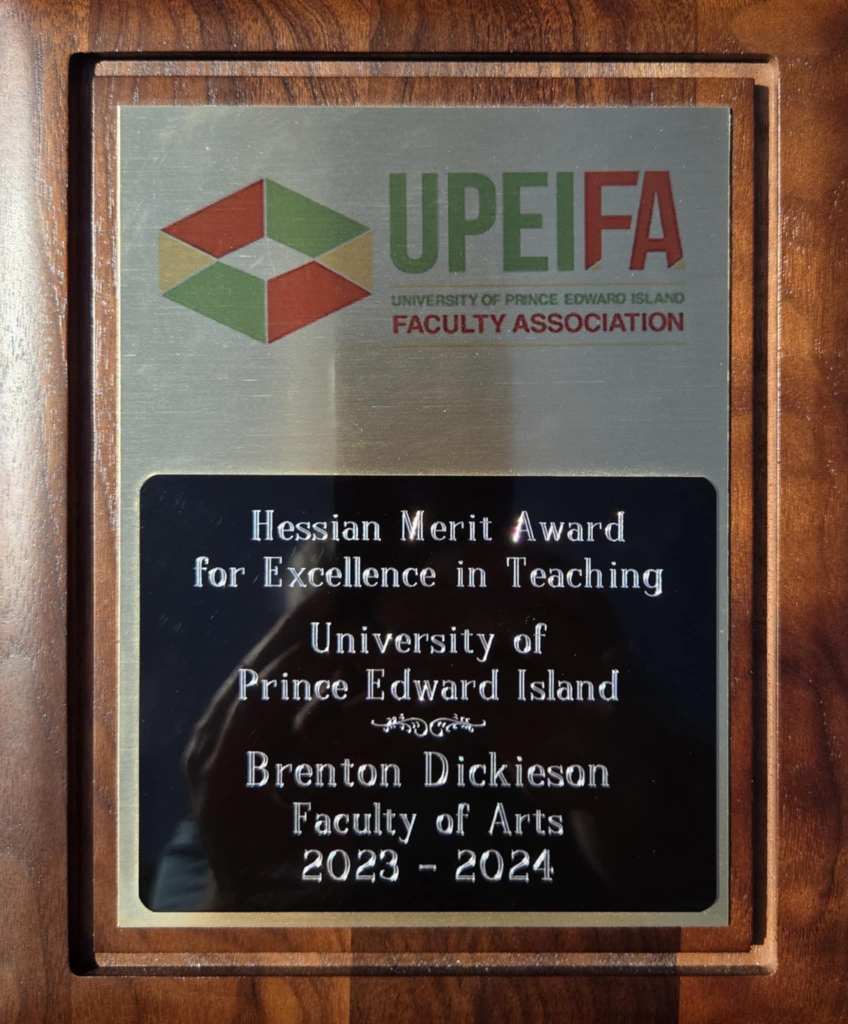 UPEIFA
UNIVERSITY OF PRINCE EDWARD ISLAND
FACULTY ASSOCIATION
Hessian Merit Award
for Excellence in Teaching
University of
Prince Edward Island
Brenton Dickieson
Faculty of Arts
2023 - 2024